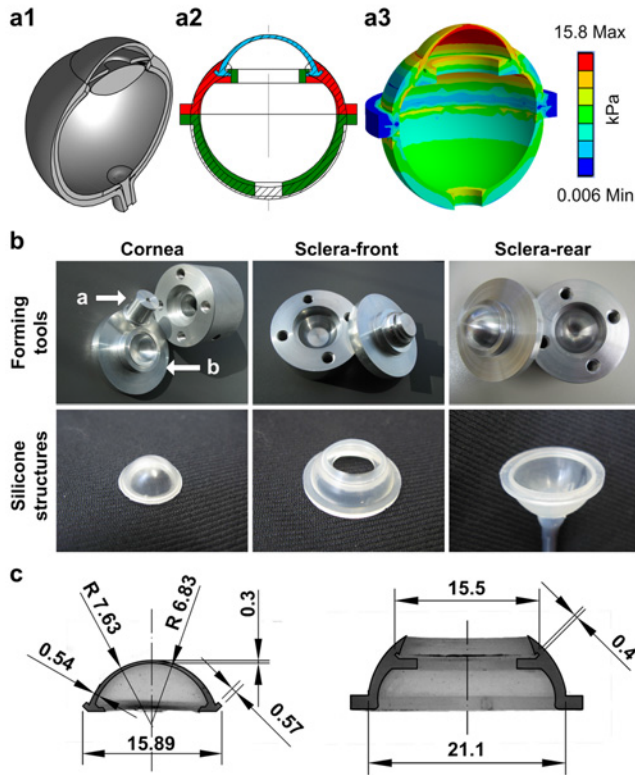 a1
a2
a3
15.8 Max
kPa
0.006 Min
b
Cornea
Sclera-front
Sclera-rear
Forming
tools
a
b
Silicone
structures
c
R 7.63
R 6.83
0.3
0.54
0.57
15.89
15.5
0.4
21.1